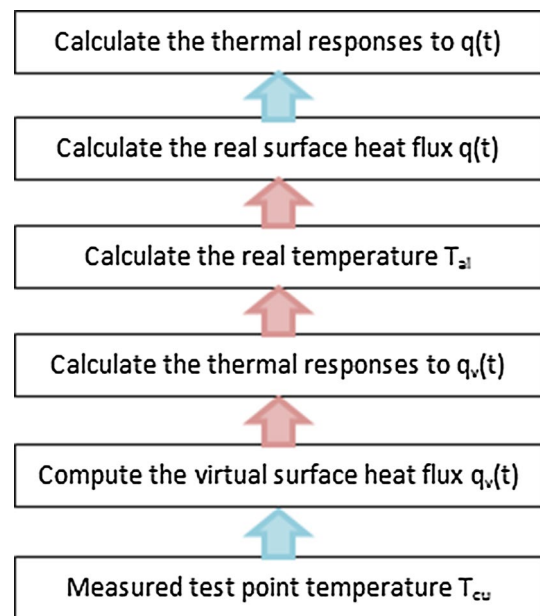 Calculate the thermal responses to q(t)
Calculate the real surface heat flux q(t)
Calculate the real temperature Tₐₗ
Calculate the thermal responses to qᵥ(t)
Compute the virtual surface heat flux qᵥ(t)
Measured test point temperature T_cu